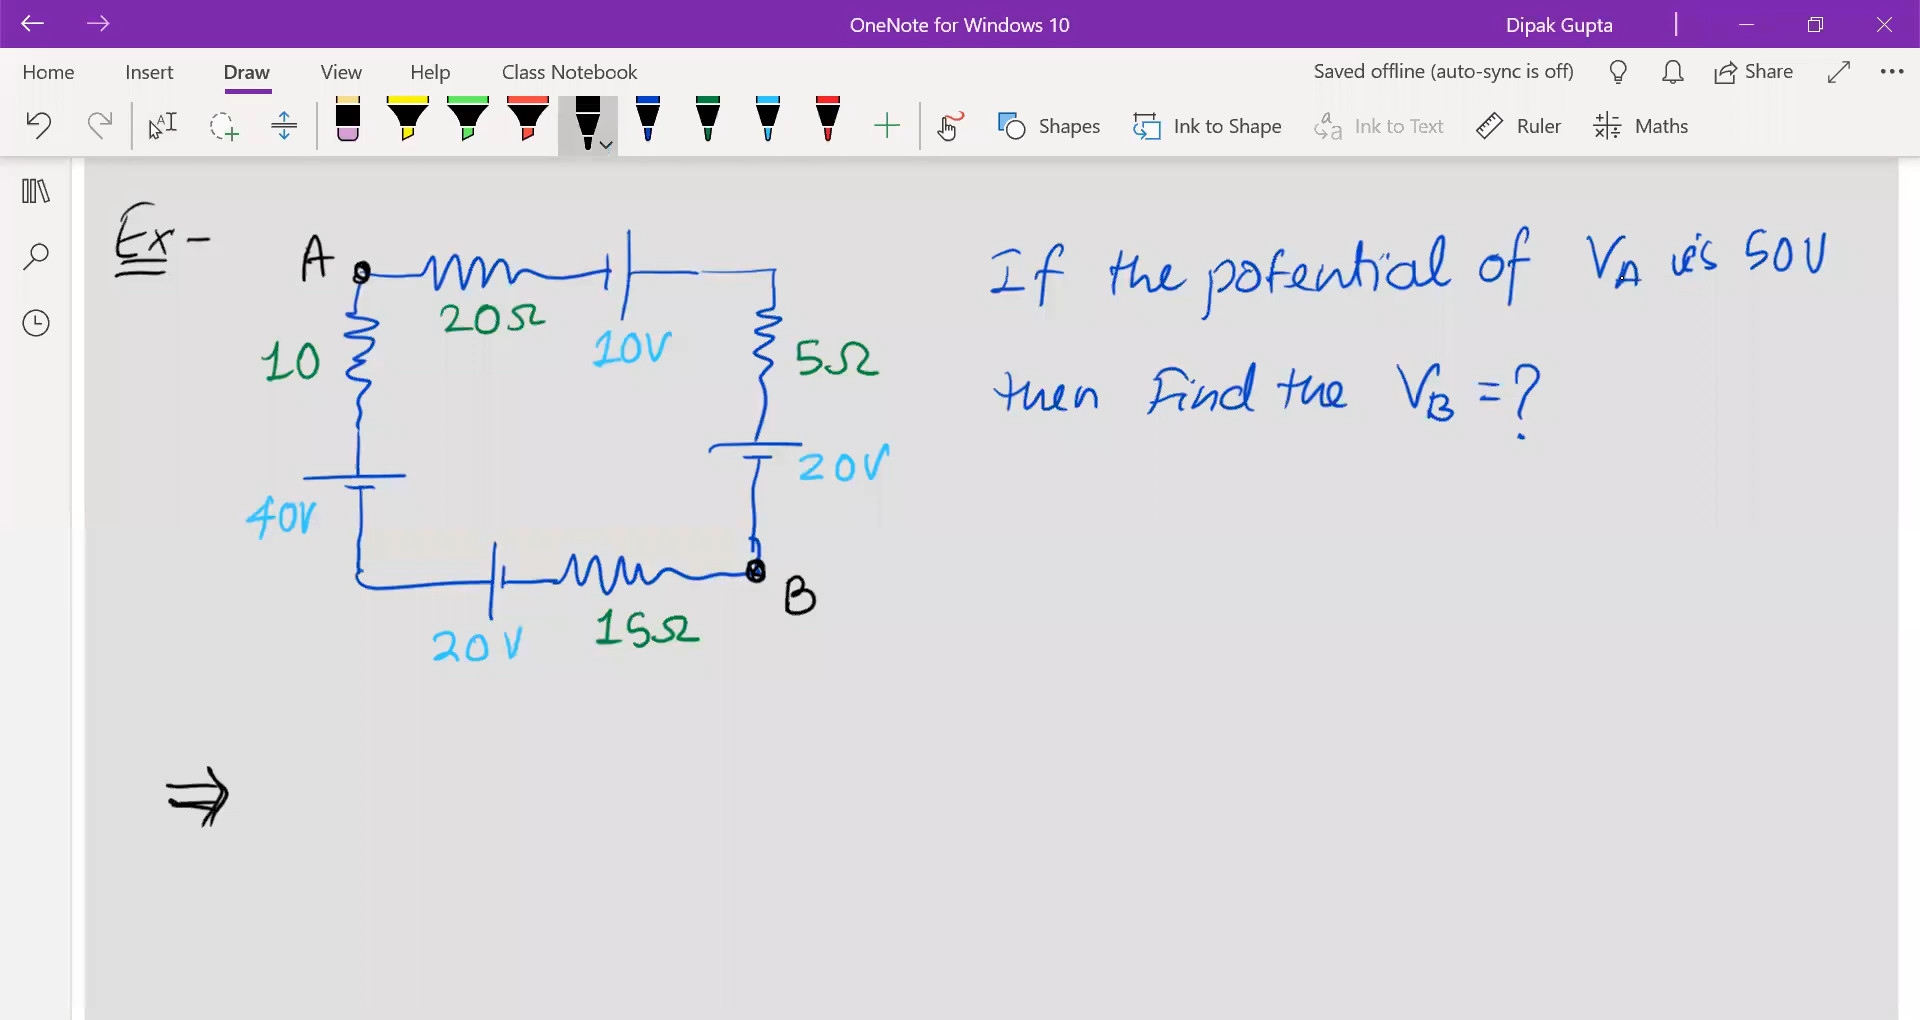 OneNote for Windows 10
Dipak Gupta
Home Insert Draw View Help Class Notebook
Saved offline (auto-sync is off)
Share
Shapes
Ink to Shape
Ink to Text
Ruler
Maths
Ex-
A
20Ω
10V
10
5Ω
40V
20V
20V
15Ω
B
If the potential of VA is 50V
then Find the VB = ?
⇒